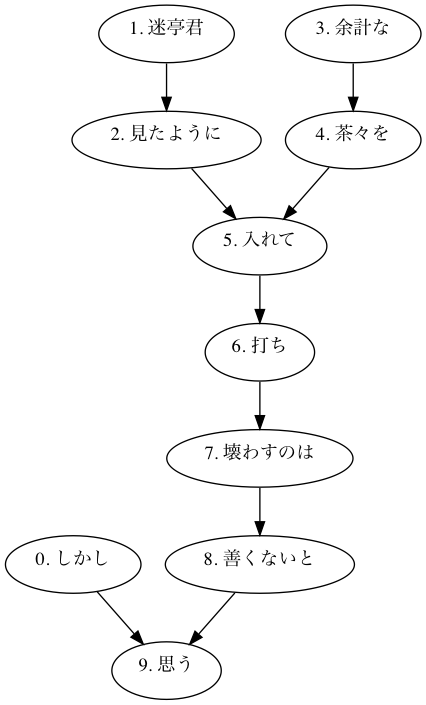 1. 迷亭君
3. 余計な
2. 見たように
4. 茶々を
5. 入れて
6. 打ち
7. 壊わすのは
0. しかし
8. 善くないと
9. 思う